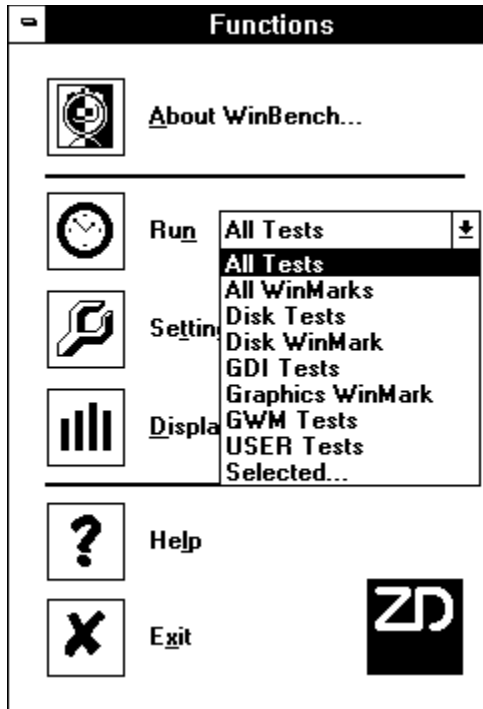 Functions
About WinBench...
Run All Tests
All Tests
All WinMarks
Disk Tests
Disk WinMark
GDI Tests
Graphics WinMark
GWM Tests
USER Tests
Selected...
Settin
Displa
Help
Exit
ZD